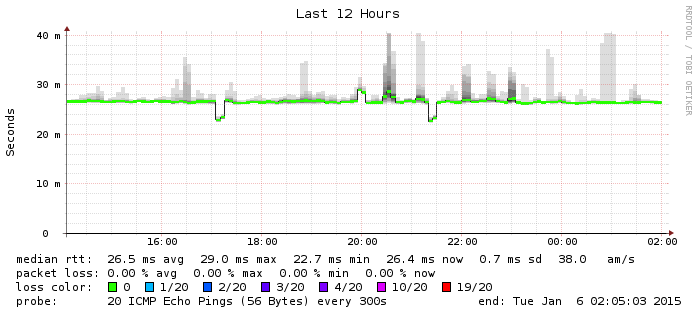 Last 12 Hours
RRDTOOL / TOBI OETIKER
Seconds
40 m
30 m
20 m
10 m
0
16:00 18:00 20:00 22:00 00:00 02:00
median rtt: 26.5 ms avg 29.0 ms max 22.7 ms min 26.4 ms now 0.7 ms sd 38.0 am/s
packet loss: 0.00 % avg 0.00 % max 0.00 % min 0.00 % now
loss color: 0 1/20 2/20 3/20 4/20 10/20 19/20
probe: 20 ICMP Echo Pings (56 Bytes) every 300s end: Tue Jan 6 02:05:03 2015